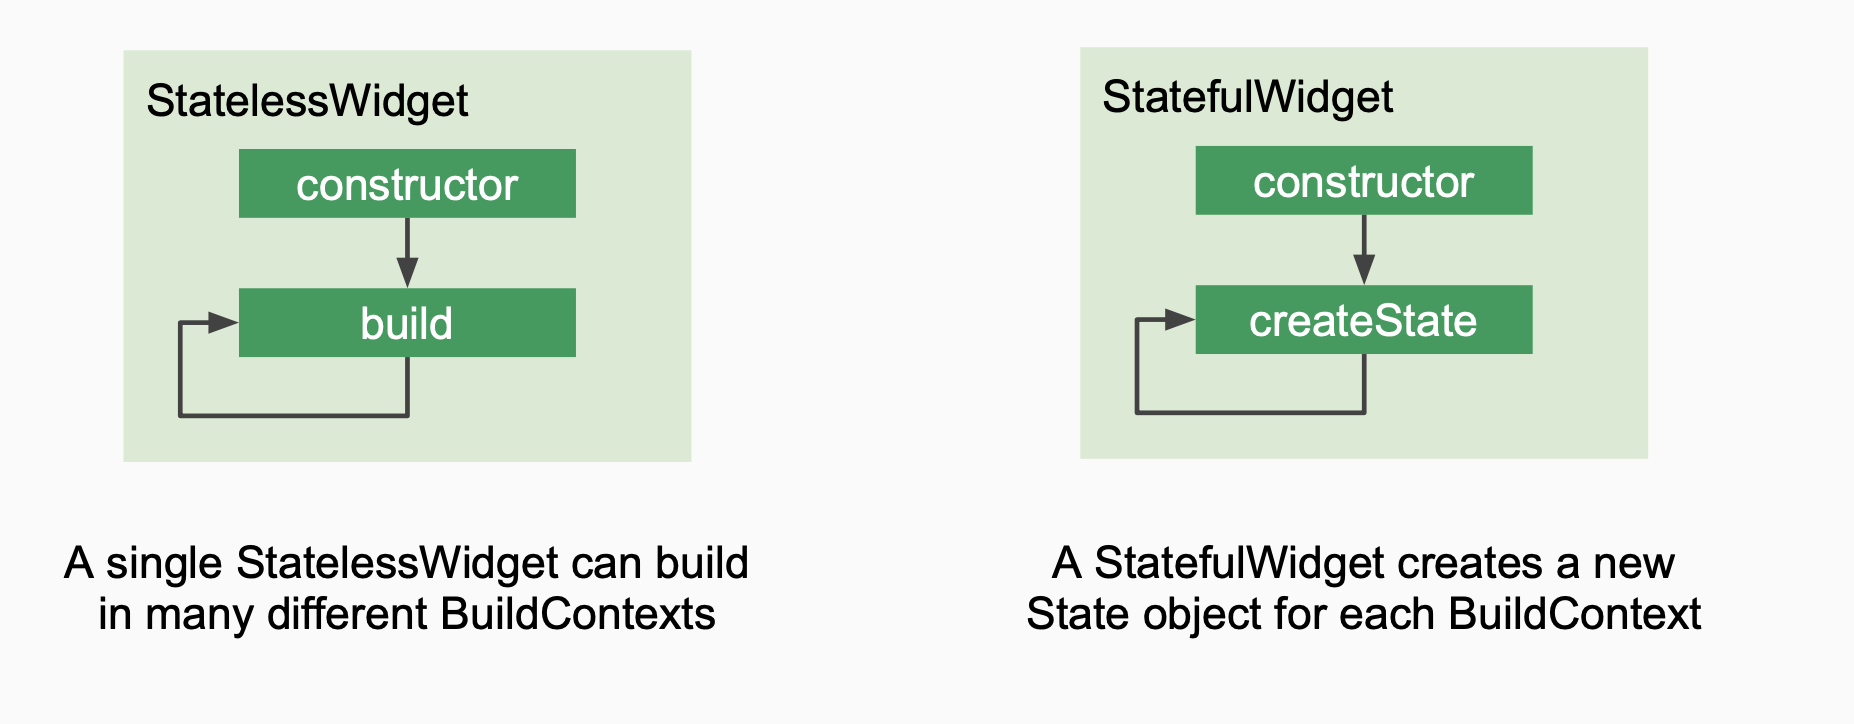 StatelessWidget
constructor
build
A single StatelessWidget can build
in many different BuildContexts
StatefulWidget
constructor
createState
A StatefulWidget creates a new
State object for each BuildContext